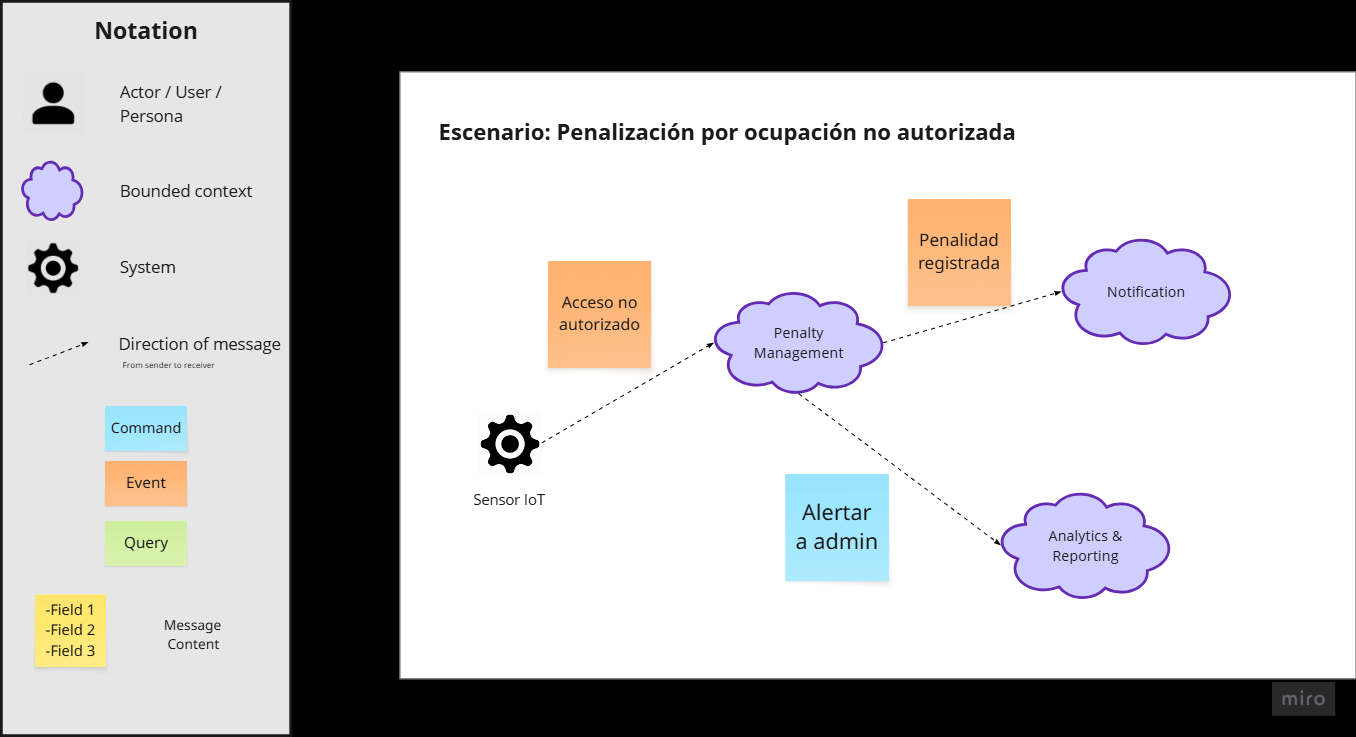 Notation
Actor / User /
Persona
Bounded context
System
Direction of message
From sender to receiver
Command
Event
Query
-Field 1
-Field 2
-Field 3
Message
Content
Escenario: Penalización por ocupación no autorizada
Penalidad
registrada
Acceso no
autorizado
Notification
Penalty
Management
Sensor IoT
Alertar
a admin
Analytics &
Reporting
miro